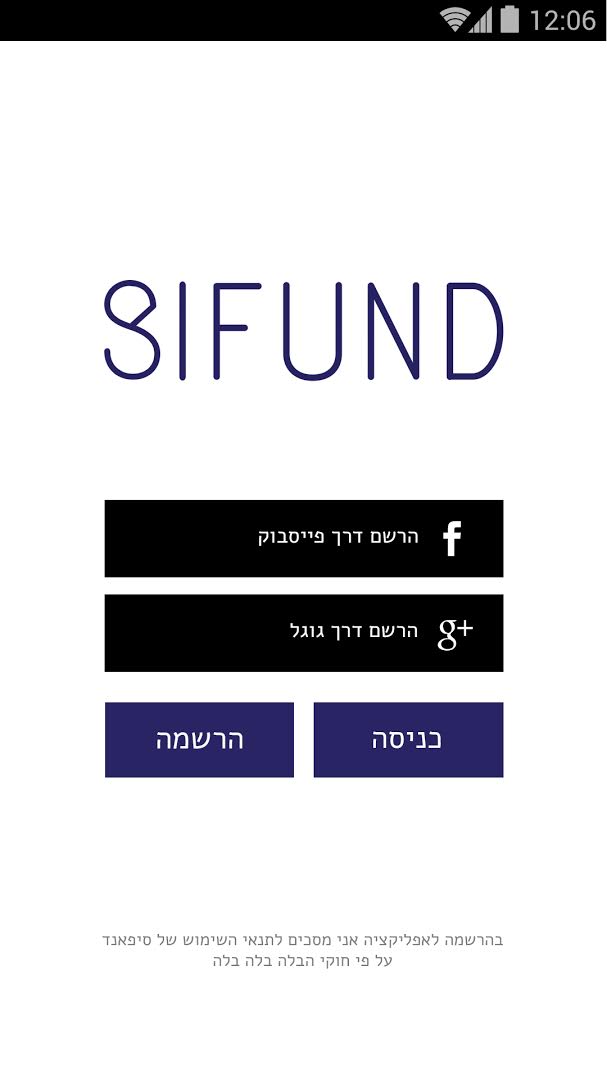 12:06
SIFUND
הרשם דרך פייסבוק
f
הרשם דרך גוגל
g+
כניסה
הרשמה
בהרשמה לאפליקציה אני מסכים לתנאי השימוש של סיפאנד
על פי חוקי הבלה בלה בלה